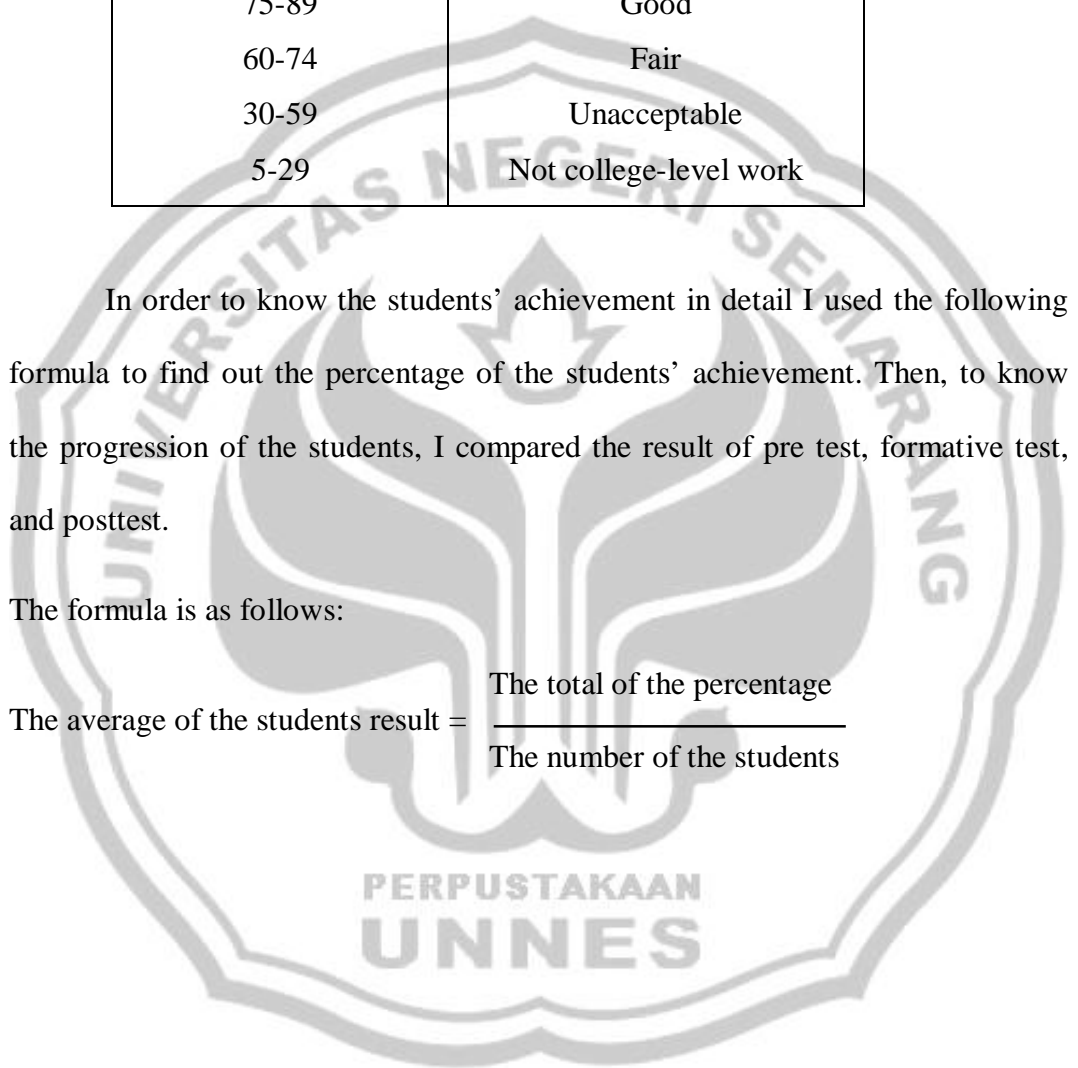 75-89 Good
60-74 Fair
30-59 Unacceptable
5-29 Not college-level work
UNIVERSITAS NEGERI SEMARANG
In order to know the students’ achievement in detail I used the following
formula to find out the percentage of the students’ achievement. Then, to know
the progression of the students, I compared the result of pre test, formative test,
and posttest.
The formula is as follows:
The total of the percentage
The average of the students result =
The number of the students
PERPUSTAKAAN
UNNES